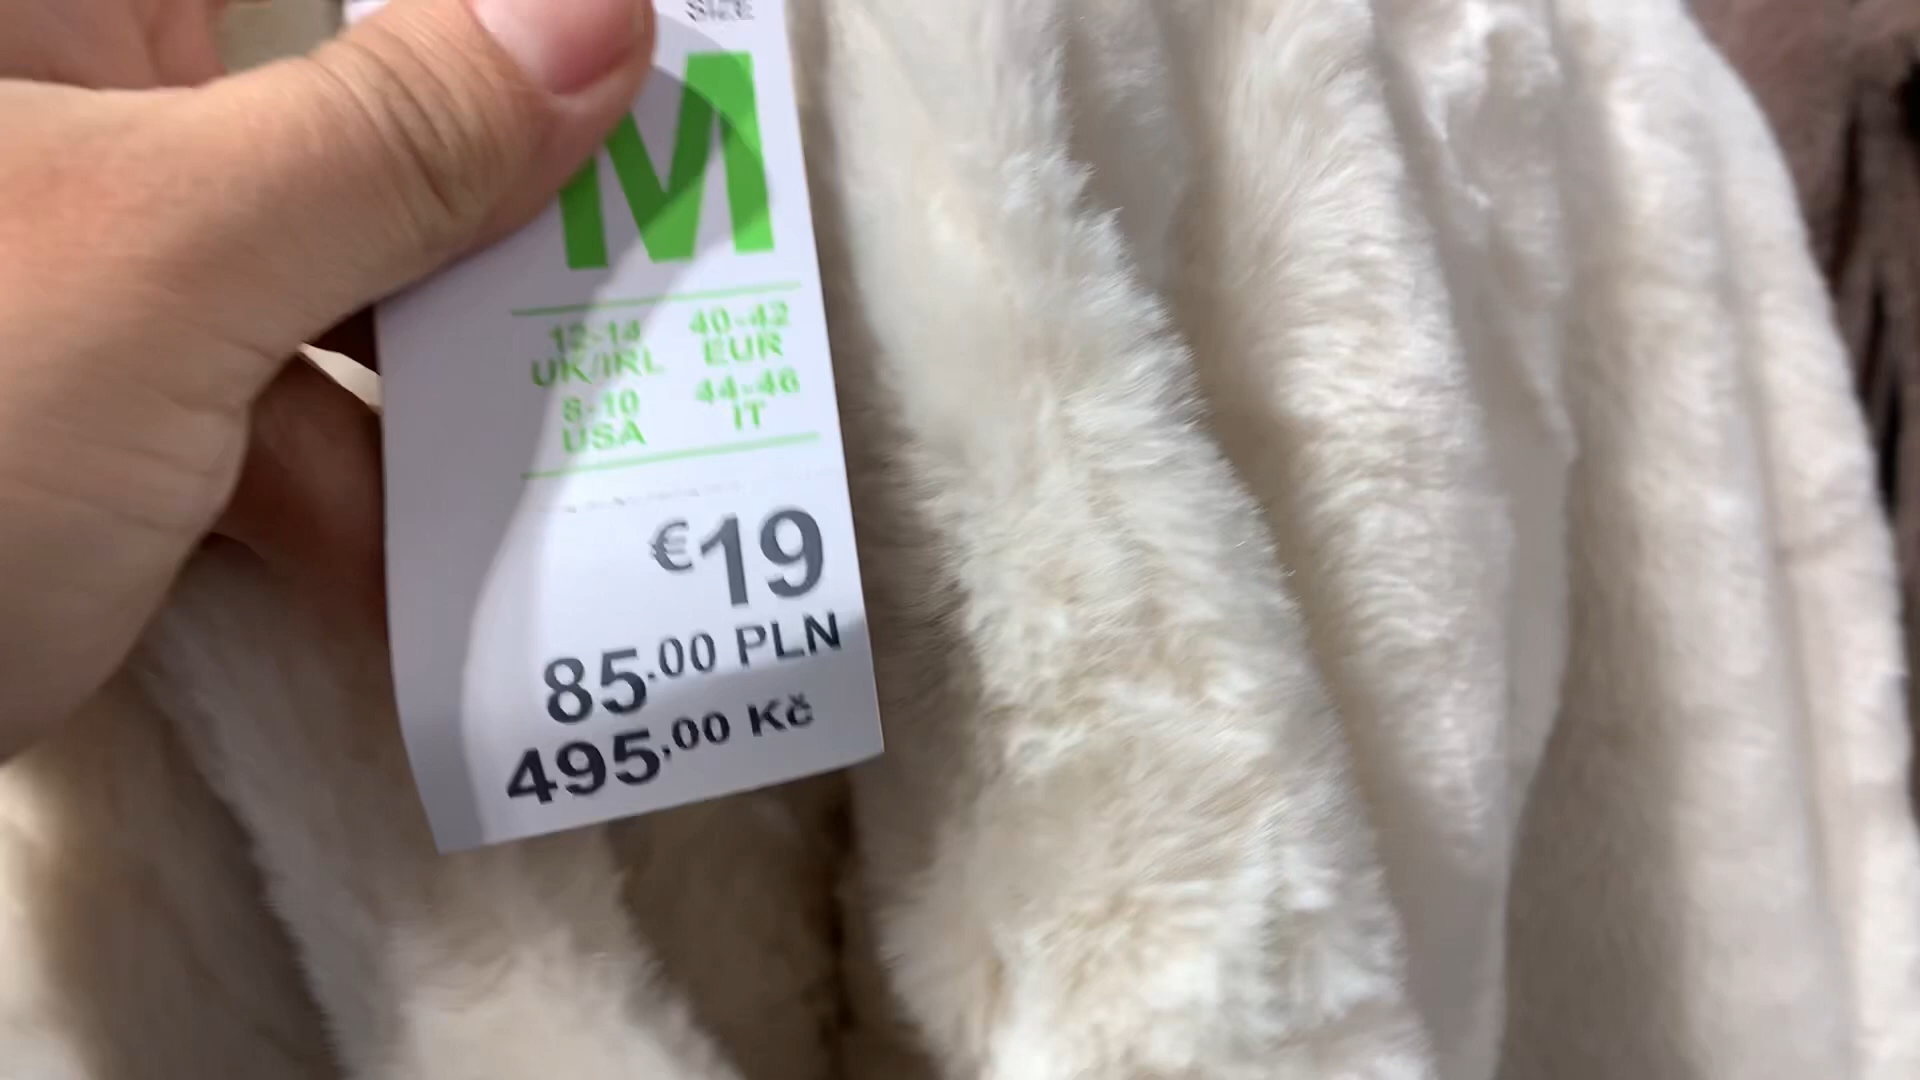 SIZE
M
12-14 40-42
UK/IRL EUR
8-10 44-46
USA IT
€19
85.00 PLN
495.00 Kč